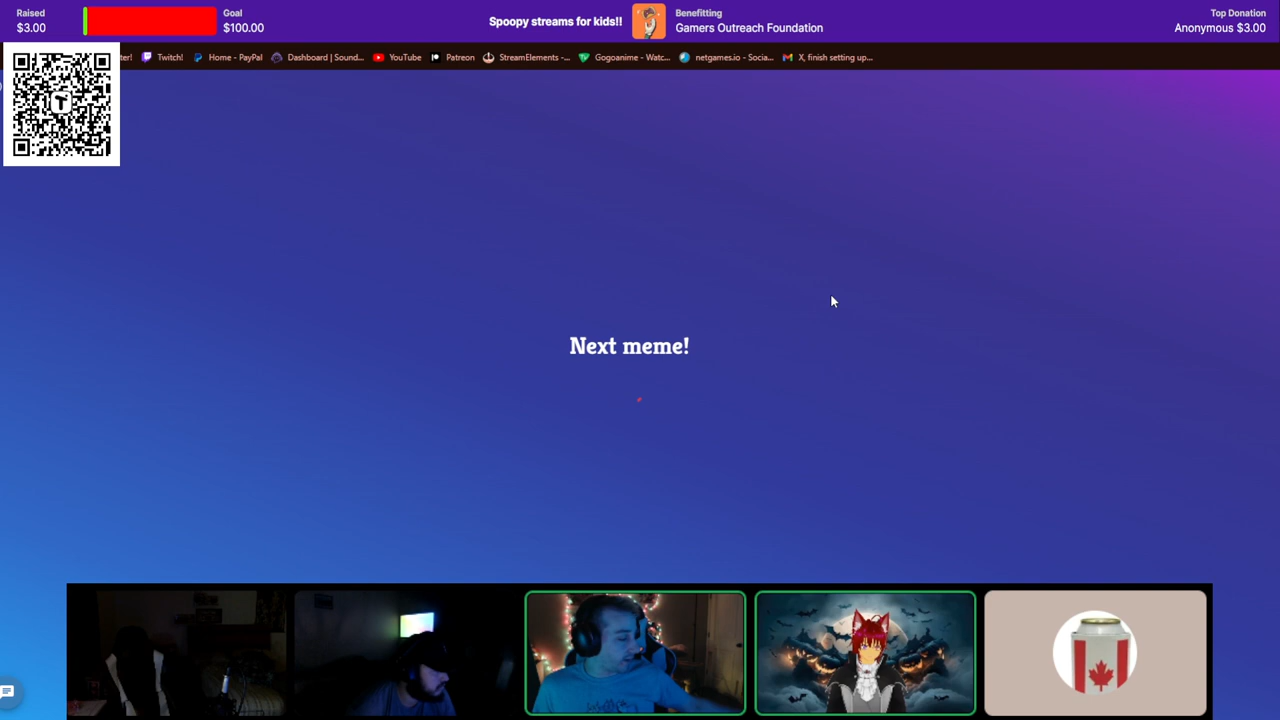 Raised
$3.00
Goal
$100.00
Spoopy streams for kids!!
Benefitting
Gamers Outreach Foundation
Top Donation
Anonymous $3.00
ter! Twitch! Home - PayPal Dashboard | Sound... YouTube Patreon StreamElements -... Gogoanime - Watc... netgames.io - Socia... X, finish setting up...
T
Next meme!